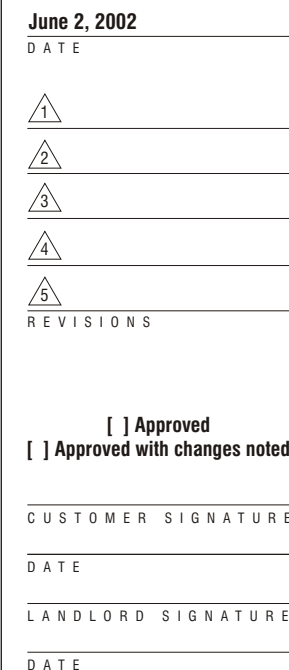 June 2, 2002
DATE
1
2
3
4
5
REVISIONS
[ ] Approved
[ ] Approved with changes noted
CUSTOMER SIGNATURE
DATE
LANDLORD SIGNATURE
DATE